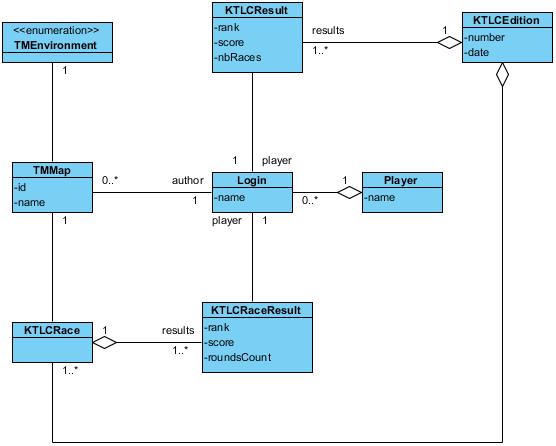 KTLCResult
-rank
-score
-nbRaces
results
1..*
1
KTLCEdition
-number
-date
<<enumeration>>
TMEnvironment
1
TMMap
-id
-name
0..*
author
1
1
player
Login
-name
0..*
1
Player
-name
player
1
1
KTLCRace
1
results
1..*
1..*
KTLCRaceResult
-rank
-score
-roundsCount